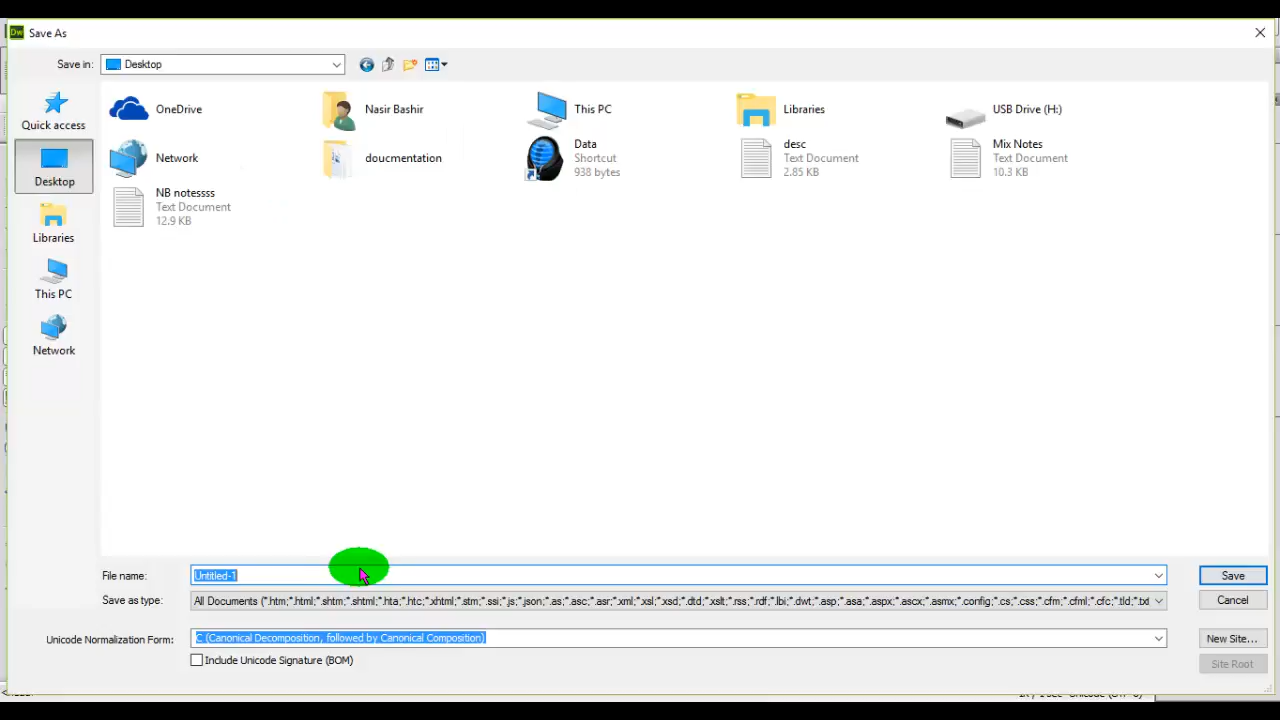 Dw Save As
Save in: Desktop
Quick access
Desktop
Libraries
This PC
Network
OneDrive
Nasir Bashir
This PC
Libraries
USB Drive (H:)
Network
doucmentation
Data
Shortcut
938 bytes
desc
Text Document
2.85 KB
Mix Notes
Text Document
10.3 KB
NB notessss
Text Document
12.9 KB
File name: Untitled-1 Save
Save as type: All Documents (*.htm;*.html;*.shtm;*.shtml;*.hta;*.htc;*.xhtml;*.stm;*.ssi;*.js;*.json;*.as;*.asc;*.asr;*.xml;*.xsl;*.xsd;*.dtd;*.xslt;*.rss;*.rdf;*.lbi;*.dwt;*.asp;*.asa;*.aspx;*.ascx;*.asmx;*.config;*.cs;*.css;*.cfm;*.cfml;*.cfc;*.tld;*.txt Cancel
Unicode Normalization Form: C (Canonical Decomposition, followed by Canonical Composition) New Site...
Include Unicode Signature (BOM) Site Root